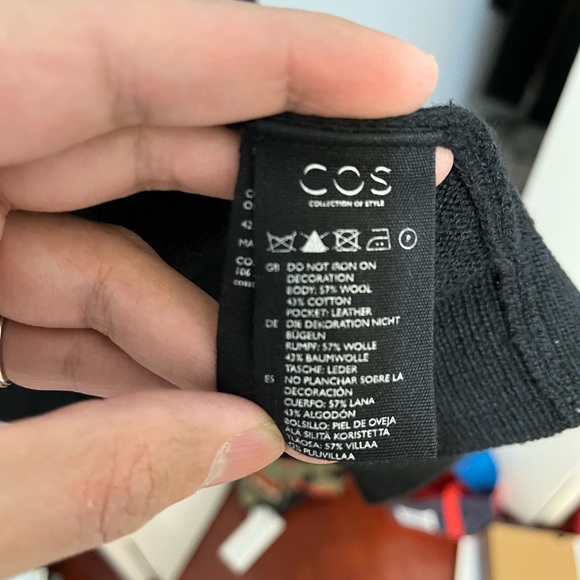 COS
COLLECTION OF STYLE
P
GB DO NOT IRON ON
DECORATION
BODY: 57% WOOL
43% COTTON
POCKET: LEATHER
DE DIE DEKORATION NICHT
BÜGELN
RUMPF: 57% WOLLE
43% BAUMWOLLE
TASCHE: LEDER
ES NO PLANCHAR SOBRE LA
DECORACIÓN
CUERPO: 57% LANA
43% ALGODÓN
BOLSILLO: PIEL DE OVEJA
ÄLÄ SILITÄ KORISTETTA
57% VILLAA
PUUVILLAA